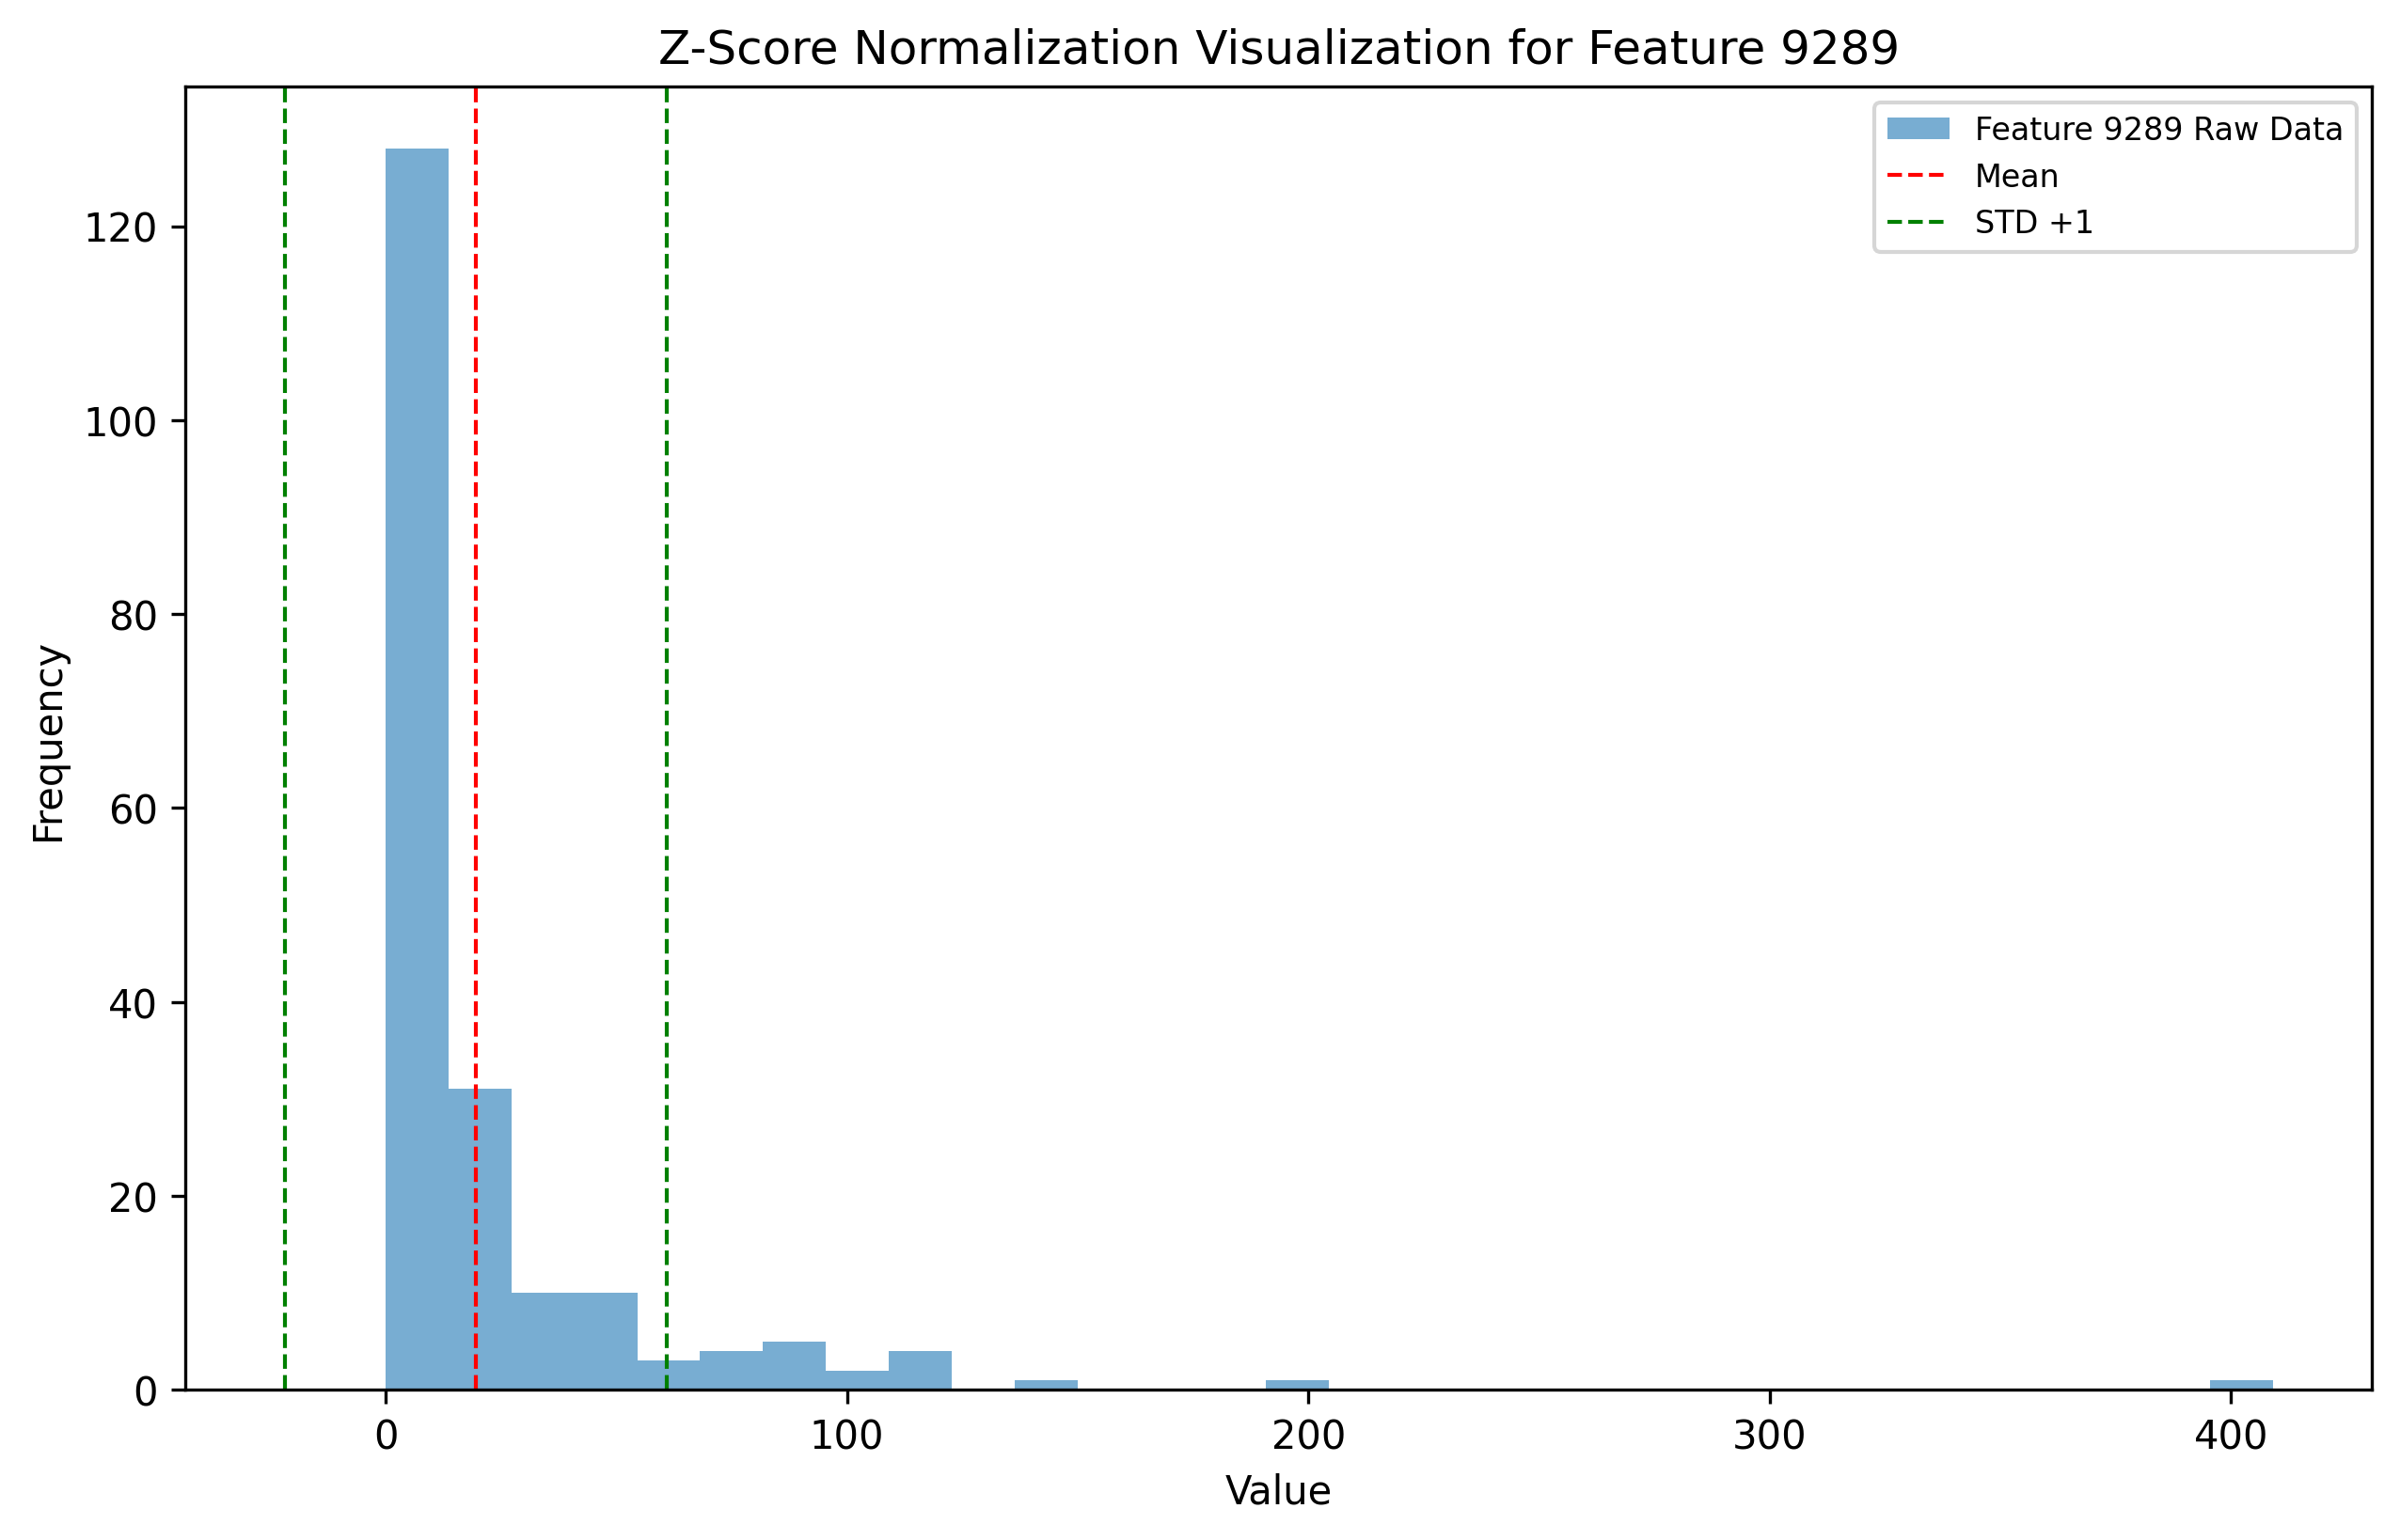 Z-Score Normalization Visualization for Feature 9289
Feature 9289 Raw Data
Mean
STD +1
120
100
80
60
40
20
0
Frequency
0 100 200 300 400
Value